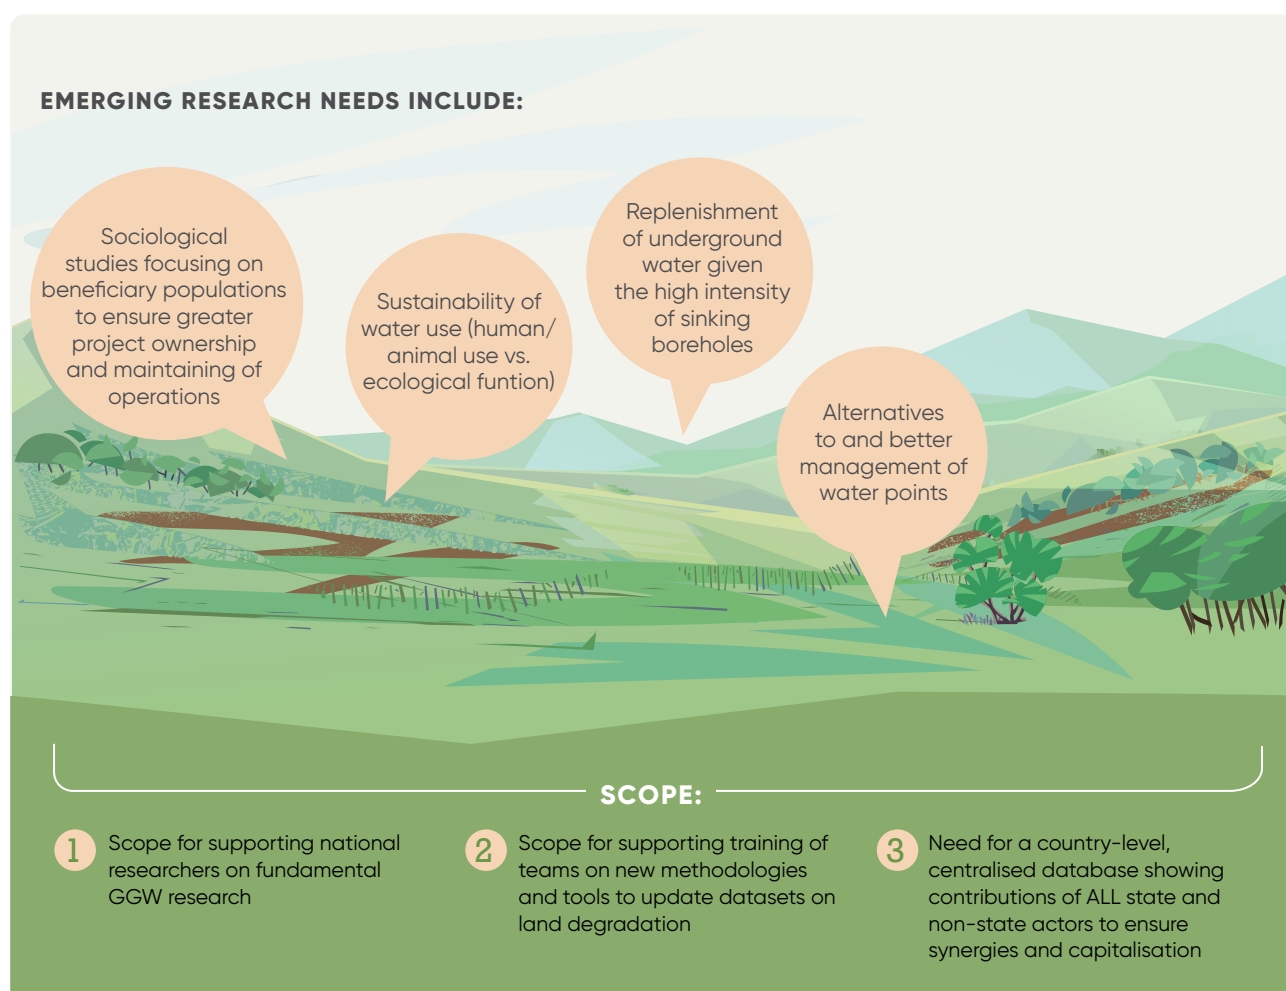 EMERGING RESEARCH NEEDS INCLUDE:
Sociological
studies focusing on
beneficiary populations
to ensure greater
project ownership
and maintaining of
operations
Sustainability of
water use (human/
animal use vs.
ecological funtion)
Replenishment
of underground
water given
the high intensity
of sinking
boreholes
Alternatives
to and better
management of
water points
SCOPE:
1
Scope for supporting national
researchers on fundamental
GGW research
2
Scope for supporting training of
teams on new methodologies
and tools to update datasets on
land degradation
3
Need for a country-level,
centralised database showing
contributions of ALL state and
non-state actors to ensure
synergies and capitalisation